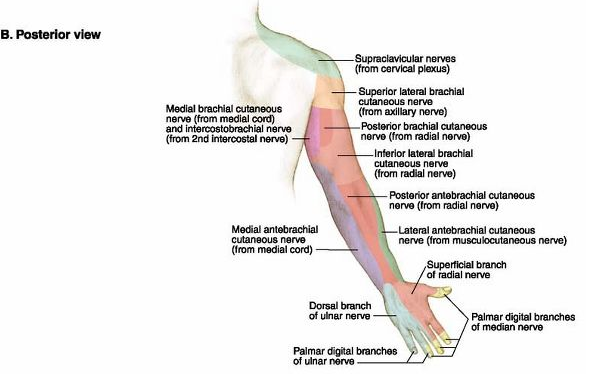 B. Posterior view
Supraclavicular nerves
(from cervical plexus)
Superior lateral brachial
cutaneous nerve
(from axillary nerve)
Medial brachial cutaneous
nerve (from medial cord)
and intercostobrachial nerve
(from 2nd intercostal nerve)
Posterior brachial cutaneous
nerve (from radial nerve)
Inferior lateral brachial
cutaneous nerve
(from radial nerve)
Posterior antebrachial cutaneous
nerve (from radial nerve)
Medial antebrachial
cutaneous nerve
(from medial cord)
Lateral antebrachial cutaneous
nerve (from musculocutaneous nerve)
Superficial branch
of radial nerve
Dorsal branch
of ulnar nerve
Palmar digital branches
of median nerve
Palmar digital branches
of ulnar nerve